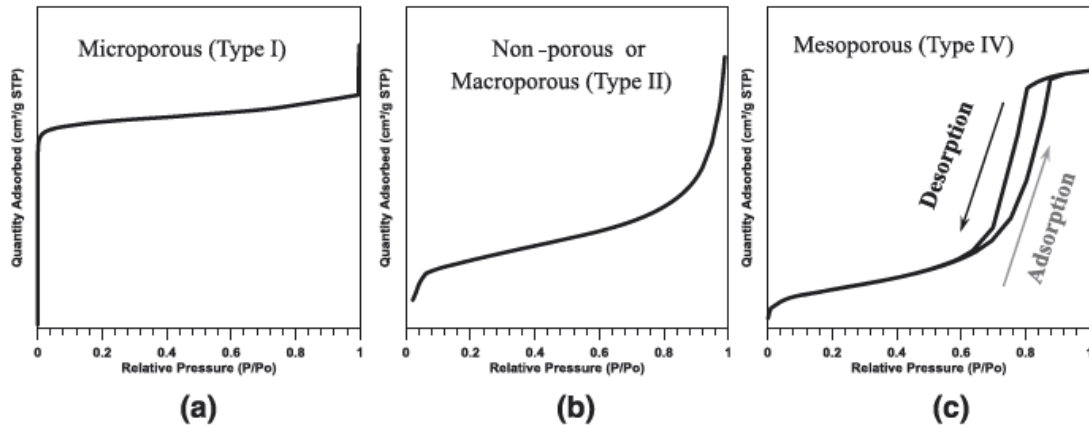 Microporous (Type I)
Quantity Adsorbed (cm³/g STP)
0 0.2 0.4 0.6 0.8 1
Relative Pressure (P/Po)
(a)
Non -porous or
Macroporous (Type II)
Quantity Adsorbed (cm³/g STP)
0 0.2 0.4 0.6 0.8 1
Relative Pressure (P/Po)
(b)
Mesoporous (Type IV)
Desorption
Adsorption
Quantity Adsorbed (cm³/g STP)
0 0.2 0.4 0.6 0.8 1
Relative Pressure (P/Po)
(c)